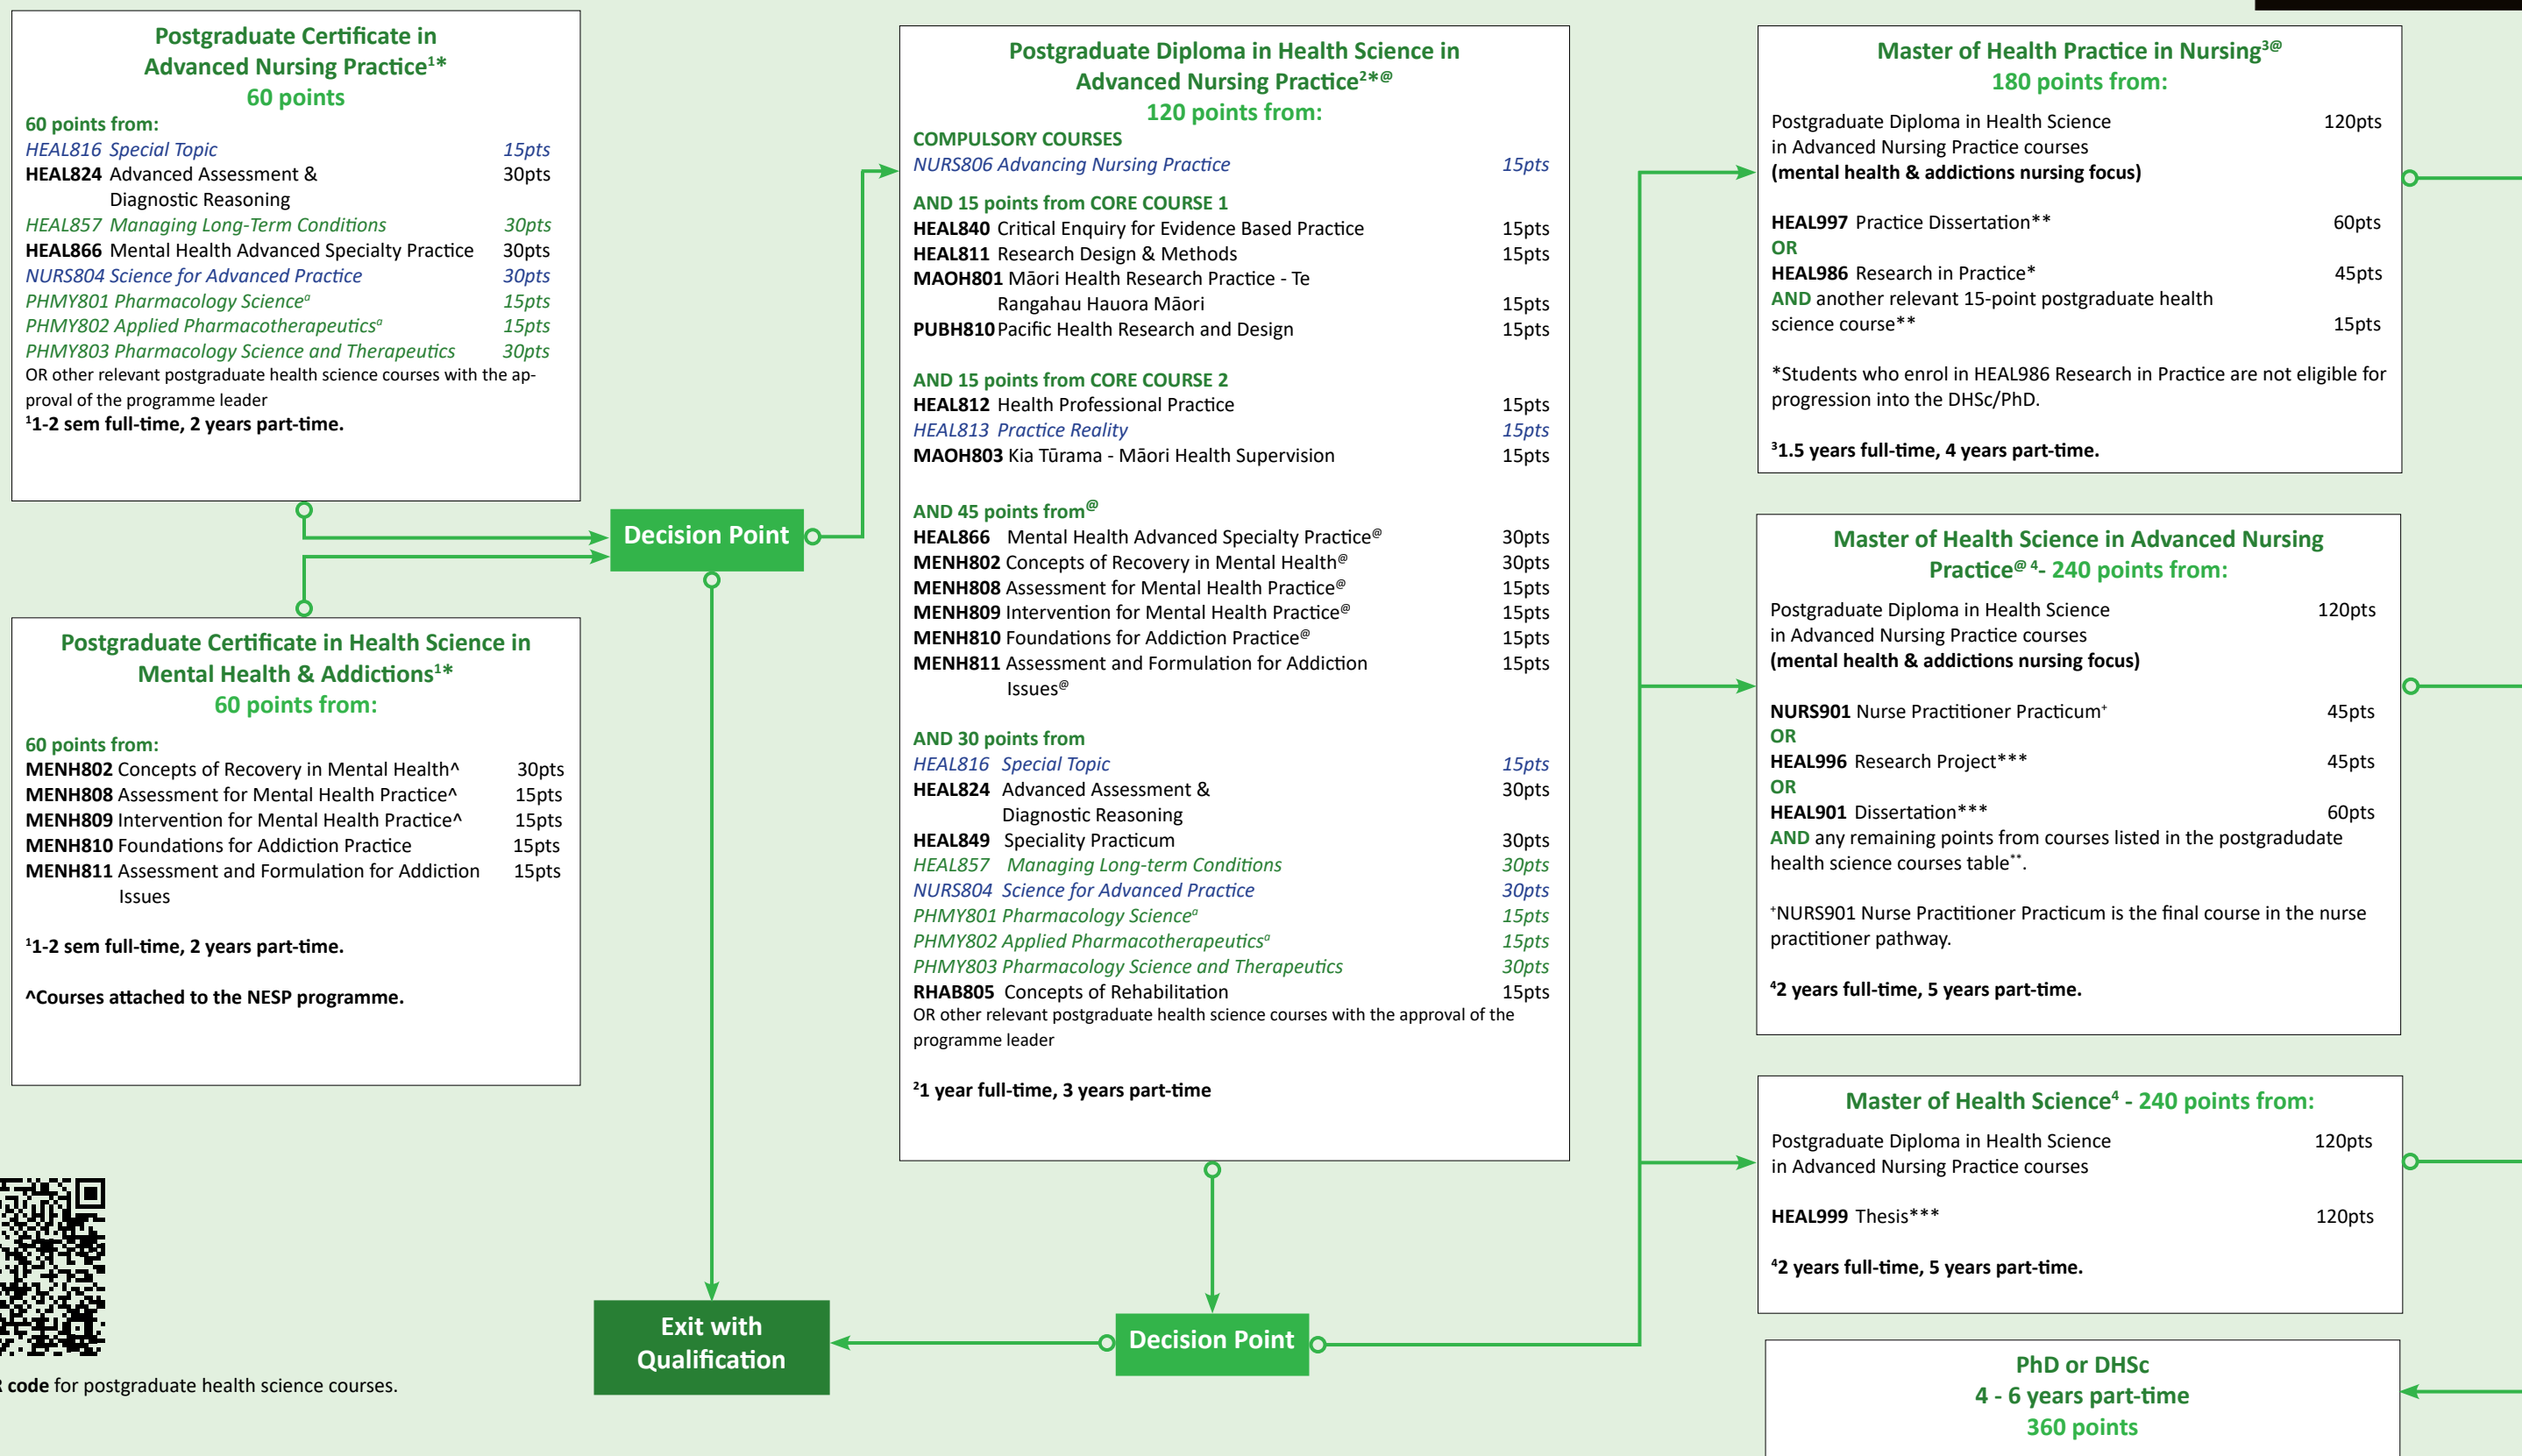 Postgraduate Certificate in
Advanced Nursing Practice¹*
60 points
60 points from:
HEAL816 Special Topic 15pts
HEAL824 Advanced Assessment & 30pts
Diagnostic Reasoning
HEAL857 Managing Long-Term Conditions 30pts
HEAL866 Mental Health Advanced Specialty Practice 30pts
NURS804 Science for Advanced Practice 30pts
PHMY801 Pharmacology Scienceᵅ 15pts
PHMY802 Applied Pharmacotherapeuticsᵅ 15pts
PHMY803 Pharmacology Science and Therapeutics 30pts
OR other relevant postgraduate health science courses with the ap-
proval of the programme leader
¹1-2 sem full-time, 2 years part-time.
Decision Point
Postgraduate Certificate in Health Science in
Mental Health & Addictions¹*
60 points from:
60 points from:
MENH802 Concepts of Recovery in Mental Health^ 30pts
MENH808 Assessment for Mental Health Practice^ 15pts
MENH809 Intervention for Mental Health Practice^ 15pts
MENH810 Foundations for Addiction Practice 15pts
MENH811 Assessment and Formulation for Addiction 15pts
Issues
¹1-2 sem full-time, 2 years part-time.
^Courses attached to the NESP programme.
code for postgraduate health science courses.
Exit with
Qualification
Postgraduate Diploma in Health Science in
Advanced Nursing Practice²*@
120 points from:
COMPULSORY COURSES
NURS806 Advancing Nursing Practice 15pts
AND 15 points from CORE COURSE 1
HEAL840 Critical Enquiry for Evidence Based Practice 15pts
HEAL811 Research Design & Methods 15pts
MAOH801 Māori Health Research Practice - Te
Rangahau Hauora Māori 15pts
PUBH810 Pacific Health Research and Design 15pts
AND 15 points from CORE COURSE 2
HEAL812 Health Professional Practice 15pts
HEAL813 Practice Reality 15pts
MAOH803 Kia Tūrama - Māori Health Supervision 15pts
AND 45 points from@
HEAL866 Mental Health Advanced Specialty Practice@ 30pts
MENH802 Concepts of Recovery in Mental Health@ 30pts
MENH808 Assessment for Mental Health Practice@ 15pts
MENH809 Intervention for Mental Health Practice@ 15pts
MENH810 Foundations for Addiction Practice@ 15pts
MENH811 Assessment and Formulation for Addiction 15pts
Issues@
AND 30 points from
HEAL816 Special Topic 15pts
HEAL824 Advanced Assessment & 30pts
Diagnostic Reasoning
HEAL849 Speciality Practicum 30pts
HEAL857 Managing Long-term Conditions 30pts
NURS804 Science for Advanced Practice 30pts
PHMY801 Pharmacology Scienceᵅ 15pts
PHMY802 Applied Pharmacotherapeuticsᵅ 15pts
PHMY803 Pharmacology Science and Therapeutics 30pts
RHAB805 Concepts of Rehabilitation 15pts
OR other relevant postgraduate health science courses with the approval of the
programme leader
²1 year full-time, 3 years part-time
Decision Point
Master of Health Practice in Nursing³@
180 points from:
Postgraduate Diploma in Health Science 120pts
in Advanced Nursing Practice courses
(mental health & addictions nursing focus)
HEAL997 Practice Dissertation** 60pts
OR
HEAL986 Research in Practice* 45pts
AND another relevant 15-point postgraduate health
science course** 15pts
*Students who enrol in HEAL986 Research in Practice are not eligible for
progression into the DHSc/PhD.
³1.5 years full-time, 4 years part-time.
Master of Health Science in Advanced Nursing
Practice@ ⁴- 240 points from:
Postgraduate Diploma in Health Science 120pts
in Advanced Nursing Practice courses
(mental health & addictions nursing focus)
NURS901 Nurse Practitioner Practicum⁺ 45pts
OR
HEAL996 Research Project*** 45pts
OR
HEAL901 Dissertation*** 60pts
AND any remaining points from courses listed in the postgradudate
health science courses table**.
⁺NURS901 Nurse Practitioner Practicum is the final course in the nurse
practitioner pathway.
⁴2 years full-time, 5 years part-time.
Master of Health Science⁴ - 240 points from:
Postgraduate Diploma in Health Science 120pts
in Advanced Nursing Practice courses
HEAL999 Thesis*** 120pts
⁴2 years full-time, 5 years part-time.
PhD or DHSc
4 - 6 years part-time
360 points